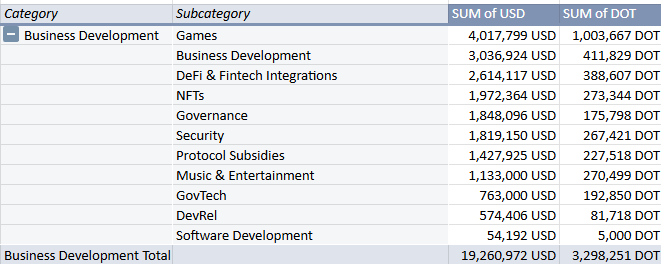 Category Subcategory SUM of USD SUM of DOT
Business Development Games 4,017,799 USD 1,003,667 DOT
Business Development 3,036,924 USD 411,829 DOT
DeFi & Fintech Integrations 2,614,117 USD 388,607 DOT
NFTs 1,972,364 USD 273,344 DOT
Governance 1,848,096 USD 175,798 DOT
Security 1,819,150 USD 267,421 DOT
Protocol Subsidies 1,427,925 USD 227,518 DOT
Music & Entertainment 1,133,000 USD 270,499 DOT
GovTech 763,000 USD 192,850 DOT
DevRel 574,406 USD 81,718 DOT
Software Development 54,192 USD 5,000 DOT
Business Development Total 19,260,972 USD 3,298,251 DOT